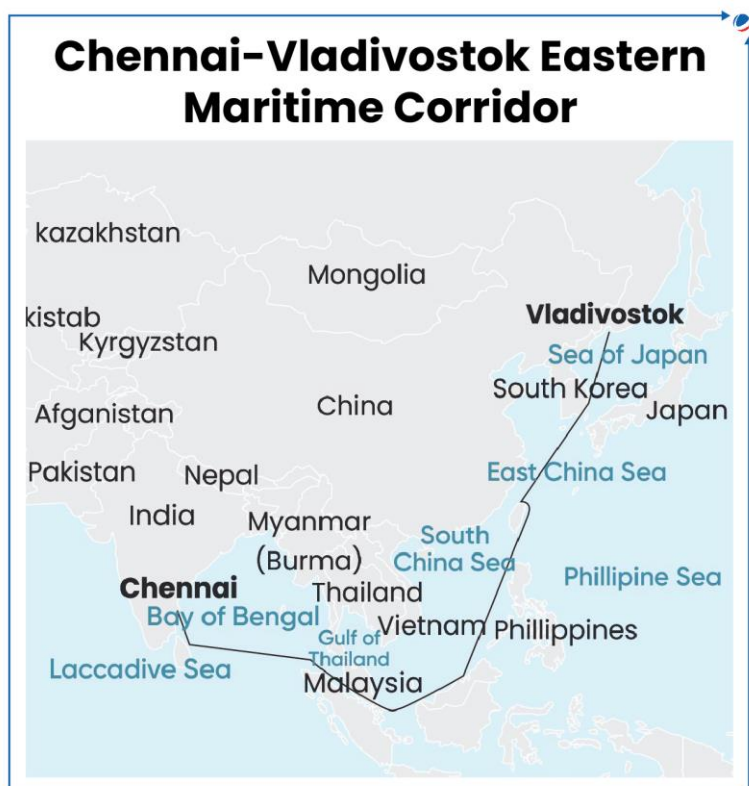 Chennai-Vladivostok Eastern
Maritime Corridor
kazakhstan
Mongolia
Vladivostok
kistab
Kyrgyzstan
Sea of Japan
South Korea
China
Japan
Afganistan
Pakistan
Nepal
East China Sea
India
Myanmar
(Burma)
South
China Sea
Phillipine Sea
Chennai
Thailand
Bay of Bengal
Vietnam
Phillippines
Gulf of
Thailand
Laccadive Sea
Malaysia